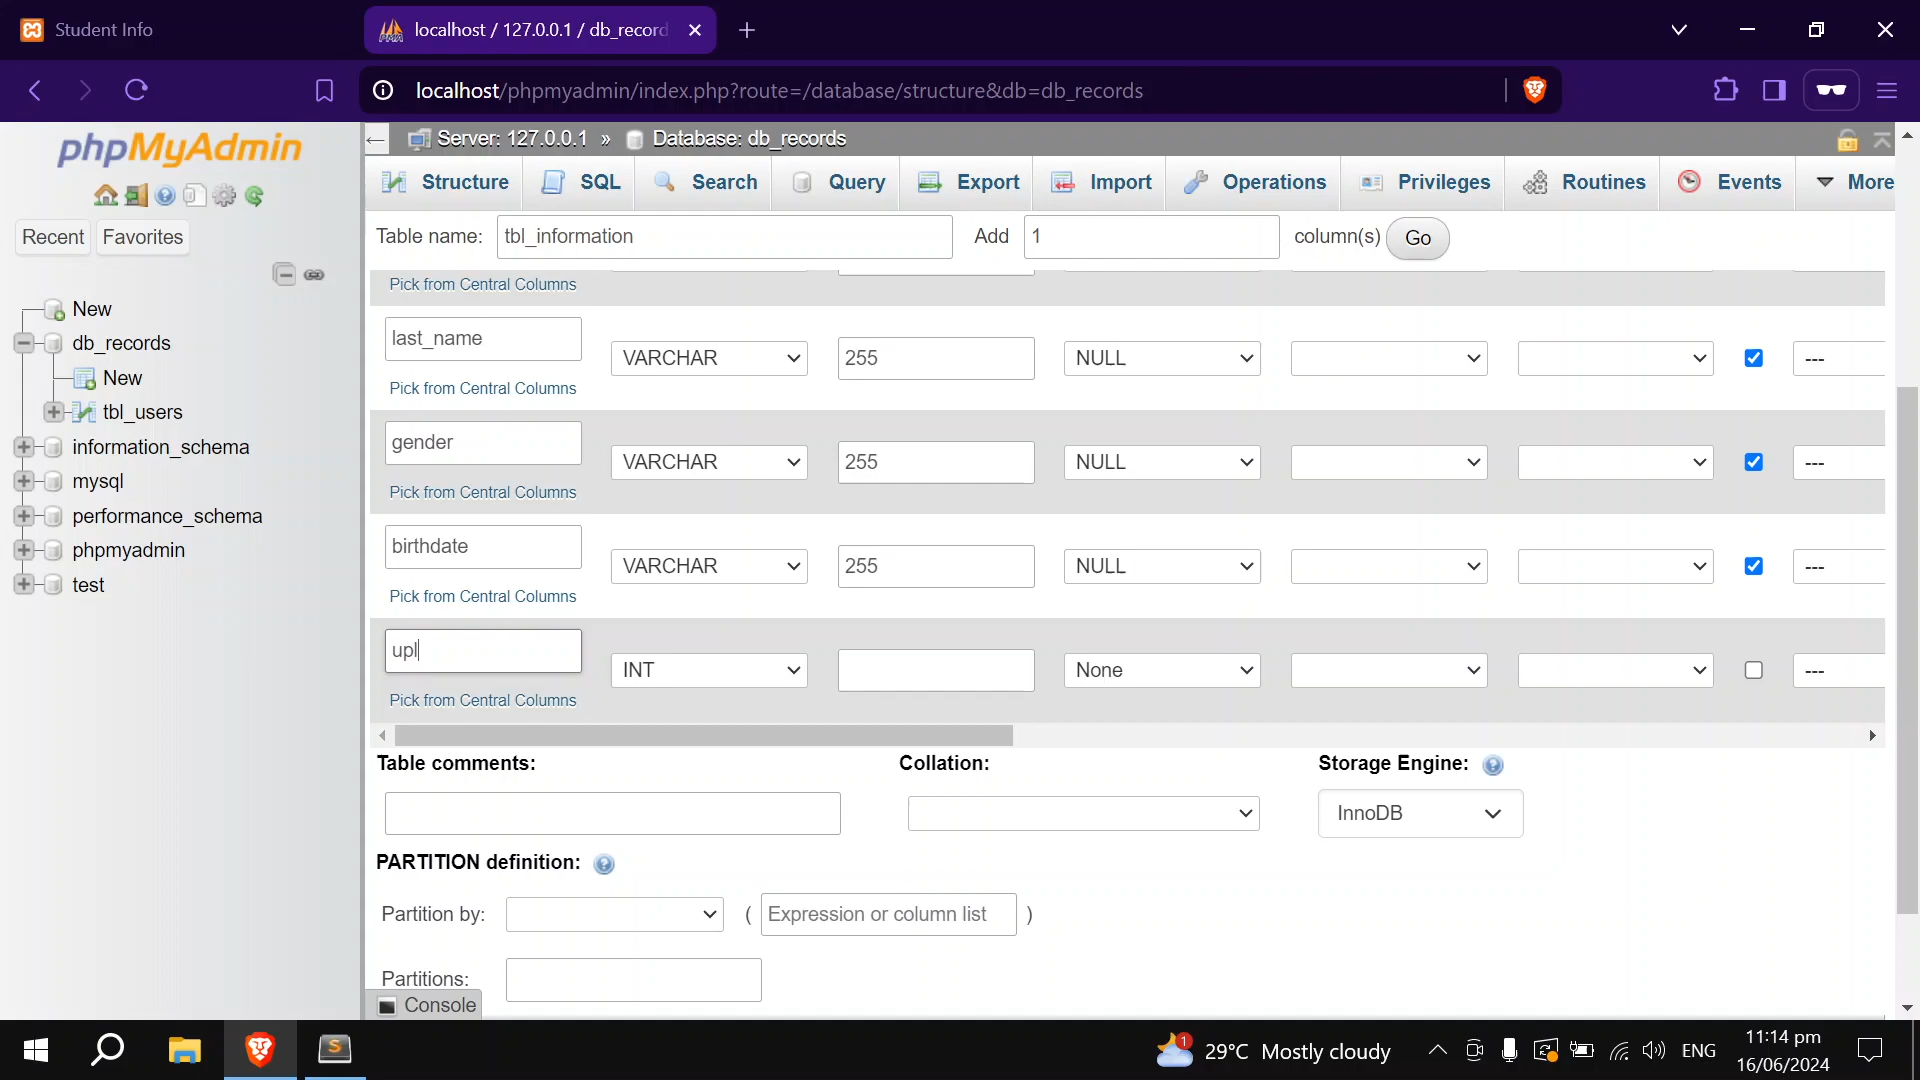 Student Info
localhost / 127.0.0.1 / db_record
localhost/phpmyadmin/index.php?route=/database/structure&db=db_records
phpMyAdmin
Recent
Favorites
New
db_records
New
tbl_users
information_schema
mysql
performance_schema
phpmyadmin
test
Server: 127.0.0.1 » Database: db_records
Structure SQL Search Query Export Import Operations Privileges Routines Events More
Table name: tbl_information Add 1 column(s) Go
Pick from Central Columns
last_name VARCHAR 255 NULL ---
Pick from Central Columns
gender VARCHAR 255 NULL ---
Pick from Central Columns
birthdate VARCHAR 255 NULL ---
Pick from Central Columns
upl INT None ---
Pick from Central Columns
Table comments: Collation: Storage Engine:
InnoDB
PARTITION definition:
Partition by: ( Expression or column list )
Partitions:
Console
1 29°C Mostly cloudy ENG 11:14 pm
16/06/2024